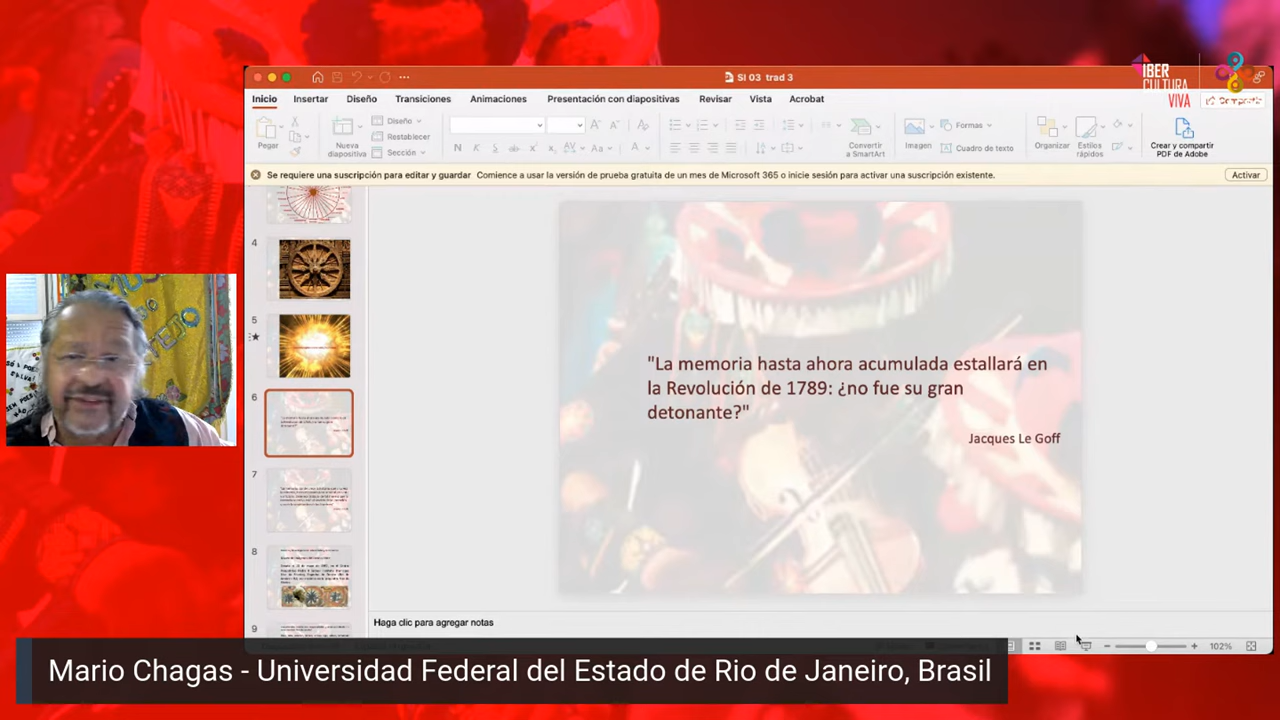 SI 03 trad 3
IBER
CULTURA
VIVA
Inicio Insertar Diseño Transiciones Animaciones Presentación con diapositivas Revisar Vista Acrobat
Pegar
Nueva
diapositiva
Diseño
Restablecer
Sección
Convertir
a SmartArt
Imagen
Formas
Cuadro de texto
Organizar
Estilos
rápidos
Crear y compartir
PDF de Adobe
Se requiere una suscripción para editar y guardar Comience a usar la versión de prueba gratuita de un mes de Microsoft 365 o inicie sesión para activar una suscripción existente. Activar
4
5
6
7
8
9
"La memoria hasta ahora acumulada estallará en
la Revolución de 1789: ¿no fue su gran
detonante?"
Jacques Le Goff
Haga clic para agregar notas
102%
Mario Chagas - Universidad Federal del Estado de Rio de Janeiro, Brasil